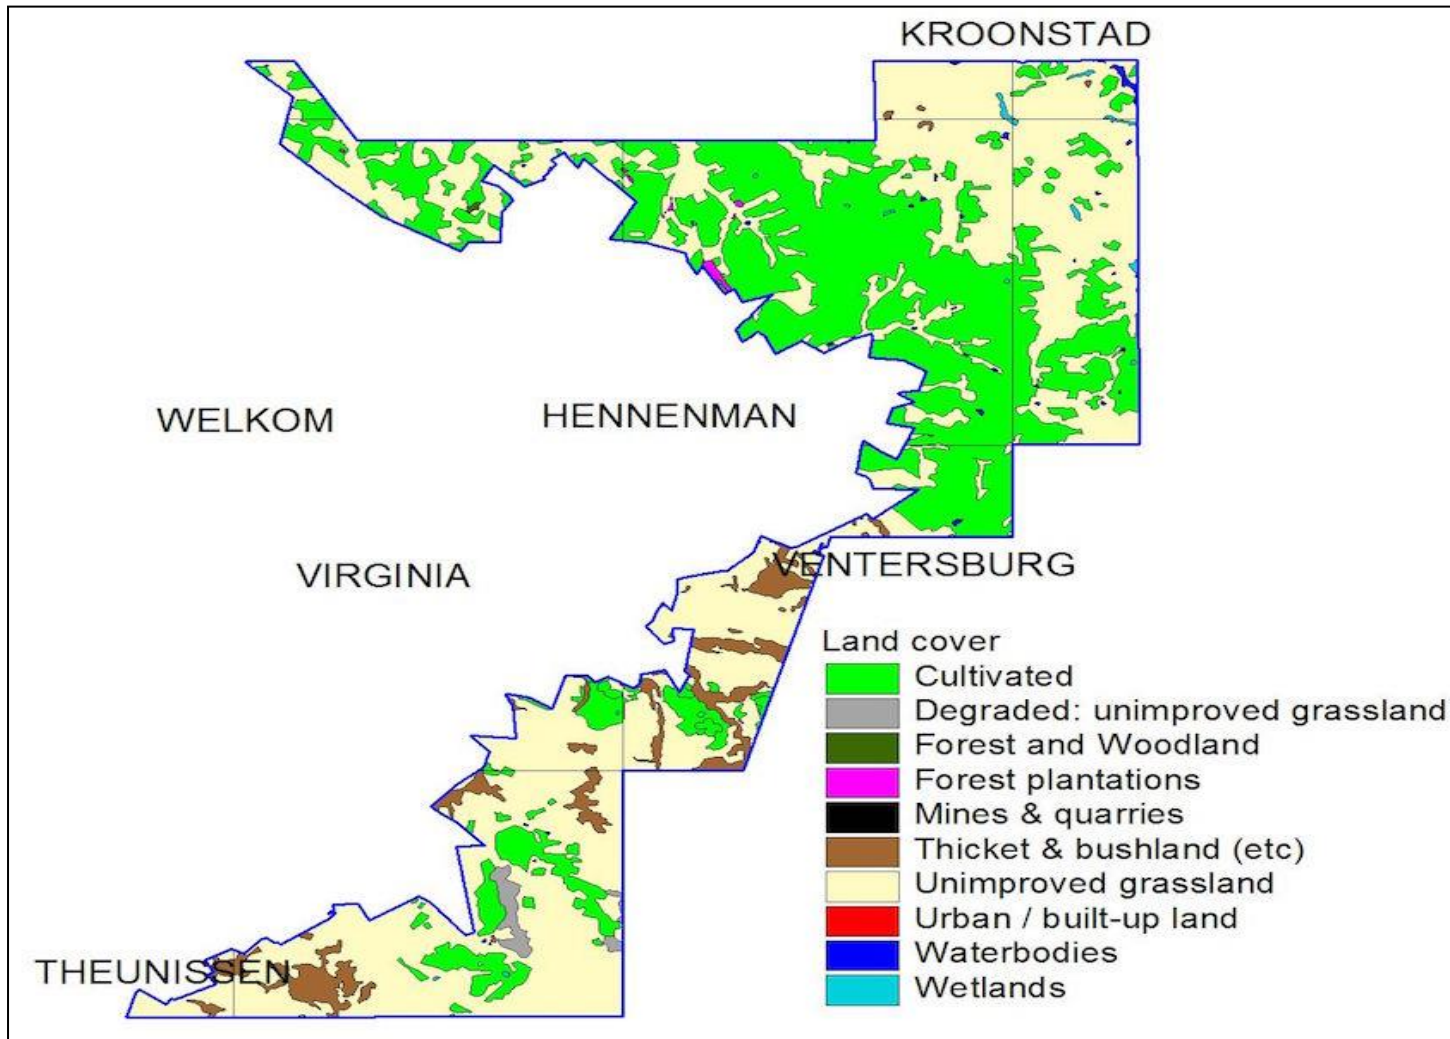 KROONSTAD
WELKOM
HENNENMAN
VIRGINIA
VENTERSBURG
THEUNISSEN
Land cover
Cultivated
Degraded: unimproved grassland
Forest and Woodland
Forest plantations
Mines & quarries
Thicket & bushland (etc)
Unimproved grassland
Urban / built-up land
Waterbodies
Wetlands